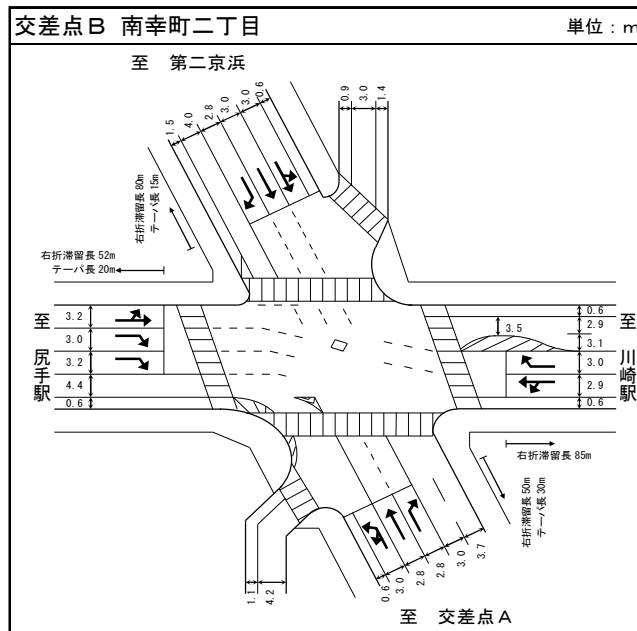 交差点B 南幸町二丁目
単位：m
至 第二京浜
1.5
4.0
2.8
3.0
3.0
0.6
0.9
3.0
1.4
右折滞留長 80m
テーパ長 15m
右折滞留長 52m
テーパ長 20m
至 尻手駅
3.2
3.0
3.2
4.4
0.6
3.5
0.6
2.9
3.1
3.0
2.9
0.6
至 川崎駅
右折滞留長 85m
右折滞留長 50m
テーパ長 30m
1.1
4.2
0.6
3.0
2.8
2.8
3.0
3.7
至 交差点A